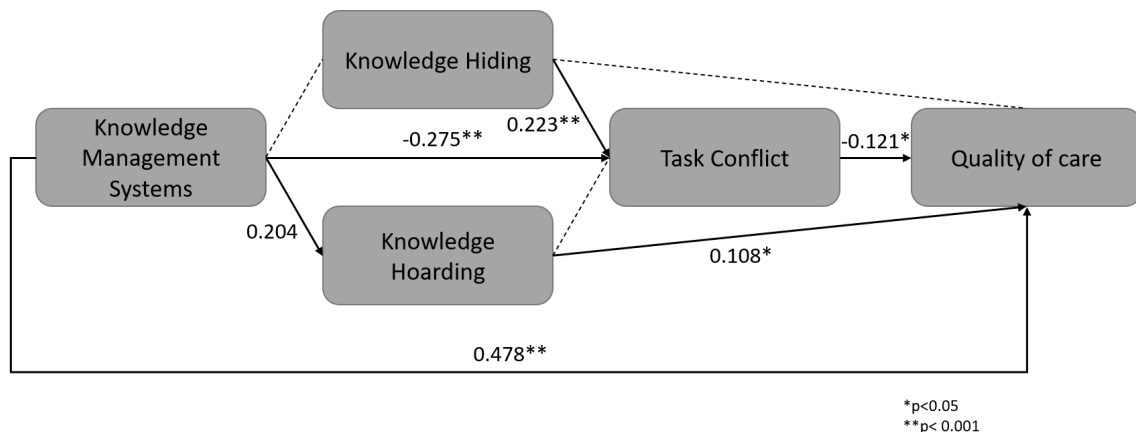 Knowledge Hiding
0.223**
Knowledge
Management
Systems
-0.275**
Task Conflict
-0.121*
Quality of care
0.204
Knowledge
Hoarding
0.108*
0.478**
*p<0.05
**p< 0.001